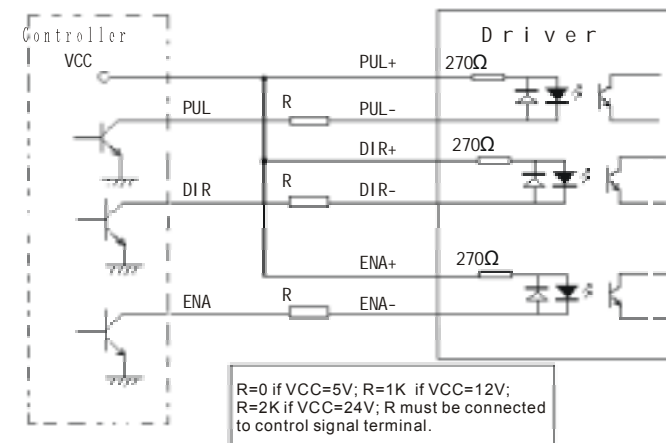 Controller
Driver
VCC
PUL+
270Ω
PUL
R
PUL-
DIR+
270Ω
DIR
R
DIR-
ENA+
270Ω
ENA
R
ENA-
R=0 if VCC=5V; R=1K if VCC=12V;
R=2K if VCC=24V; R must be connected
to control signal terminal.